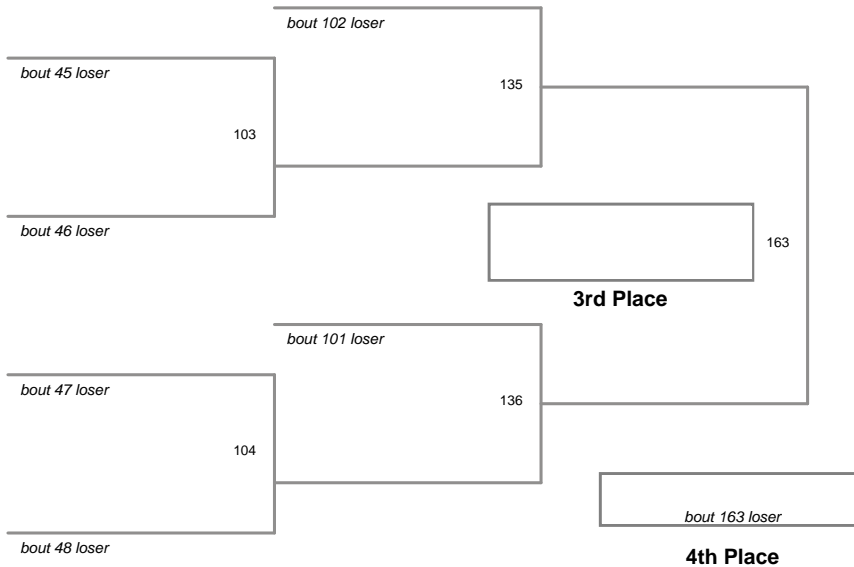 bout 102 loser
bout 45 loser
135
103
bout 46 loser
163
3rd Place
bout 101 loser
bout 47 loser
136
104
bout 163 loser
bout 48 loser
4th Place